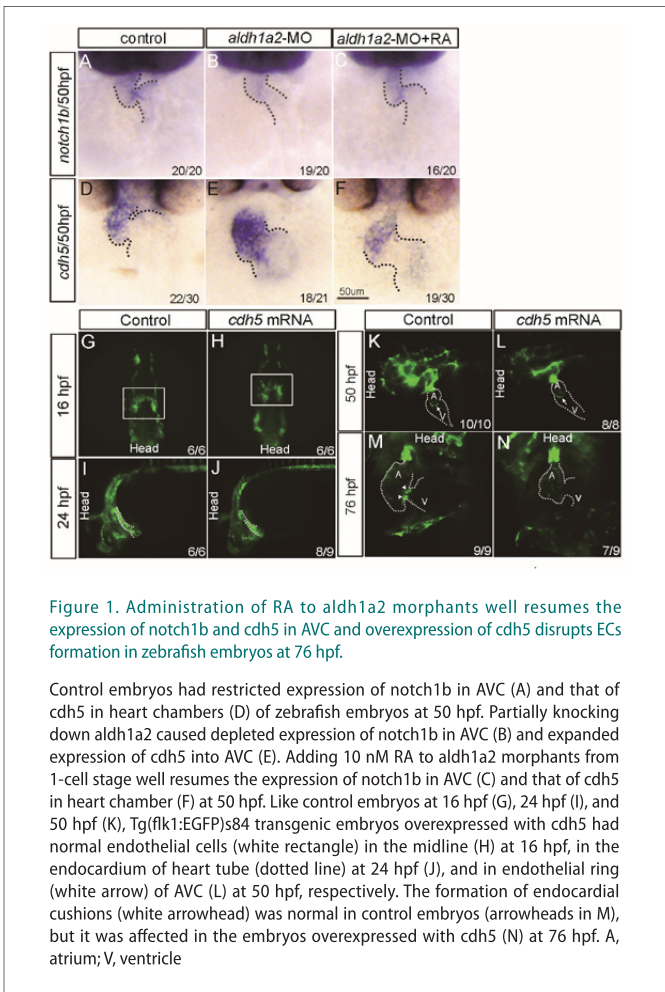 control aldh1a2-MO aldh1a2-MO+RA
notch1b/50hpf
A B C
20/20 19/20 16/20
cdh5/50hpf
D E F
50um
22/30 18/21 19/30
Control cdh5 mRNA Control cdh5 mRNA
16 hpf
G H
Head Head
6/6 6/6
24 hpf
I J
Head Head
6/6 8/9
50 hpf
K L
Head Head
A V A V
10/10 8/8
76 hpf
M N
Head Head
A V A V
9/9 7/9
Figure 1. Administration of RA to aldh1a2 morphants well resumes the
expression of notch1b and cdh5 in AVC and overexpression of cdh5 disrupts ECs
formation in zebrafish embryos at 76 hpf.
Control embryos had restricted expression of notch1b in AVC (A) and that of
cdh5 in heart chambers (D) of zebrafish embryos at 50 hpf. Partially knocking
down aldh1a2 caused depleted expression of notch1b in AVC (B) and expanded
expression of cdh5 into AVC (E). Adding 10 nM RA to aldh1a2 morphants from
1-cell stage well resumes the expression of notch1b in AVC (C) and that of cdh5
in heart chamber (F) at 50 hpf. Like control embryos at 16 hpf (G), 24 hpf (I), and
50 hpf (K), Tg(flk1:EGFP)s84 transgenic embryos overexpressed with cdh5 had
normal endothelial cells (white rectangle) in the midline (H) at 16 hpf, in the
endocardium of heart tube (dotted line) at 24 hpf (J), and in endothelial ring
(white arrow) of AVC (L) at 50 hpf, respectively. The formation of endocardial
cushions (white arrowhead) was normal in control embryos (arrowheads in M),
but it was affected in the embryos overexpressed with cdh5 (N) at 76 hpf. A,
atrium; V, ventricle